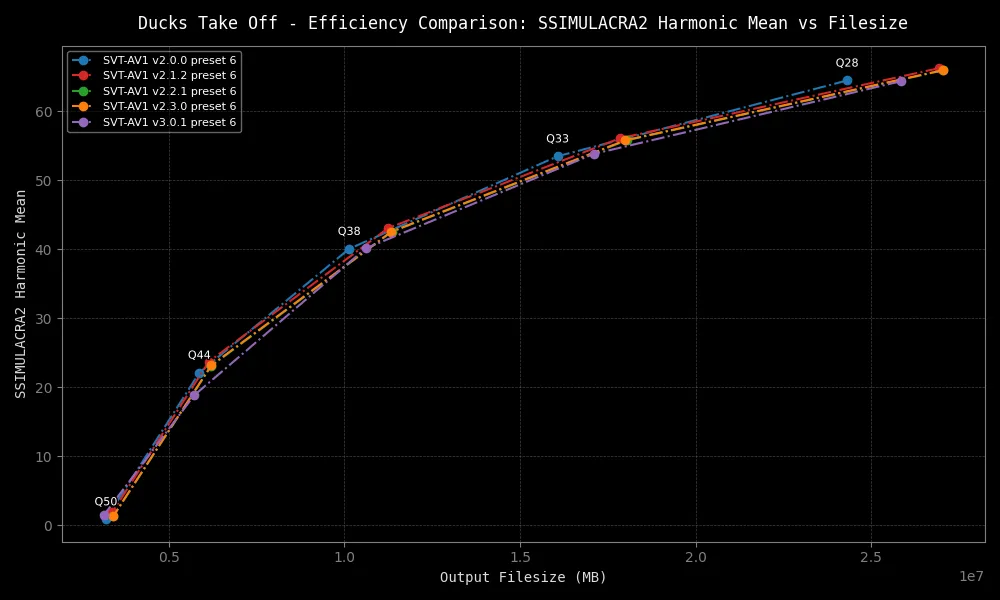 Ducks Take Off - Efficiency Comparison: SSIMULACRA2 Harmonic Mean vs Filesize
SVT-AV1 v2.0.0 preset 6
SVT-AV1 v2.1.2 preset 6
SVT-AV1 v2.2.1 preset 6
SVT-AV1 v2.3.0 preset 6
SVT-AV1 v3.0.1 preset 6
Q28
Q33
Q38
Q44
Q50
SSIMULACRA2 Harmonic Mean
60
50
40
30
20
10
0
0.5
1.0
1.5
2.0
2.5
1e7
Output Filesize (MB)